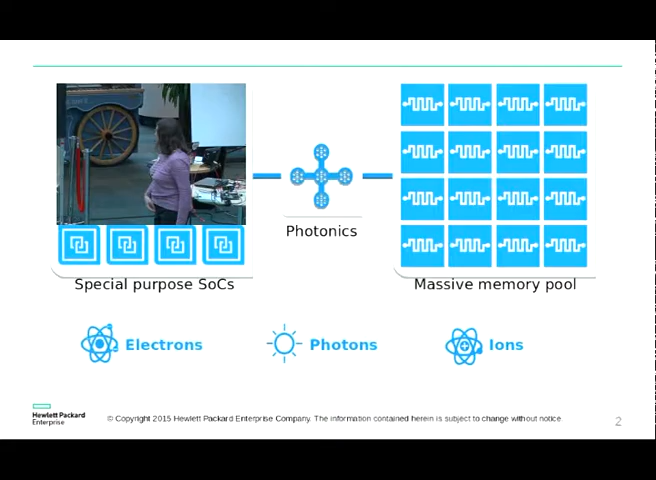 Photonics
Special purpose SoCs
Massive memory pool
Electrons
Photons
Ions
Hewlett Packard
Enterprise
© Copyright 2015 Hewlett Packard Enterprise Company. The information contained herein is subject to change without notice.
2